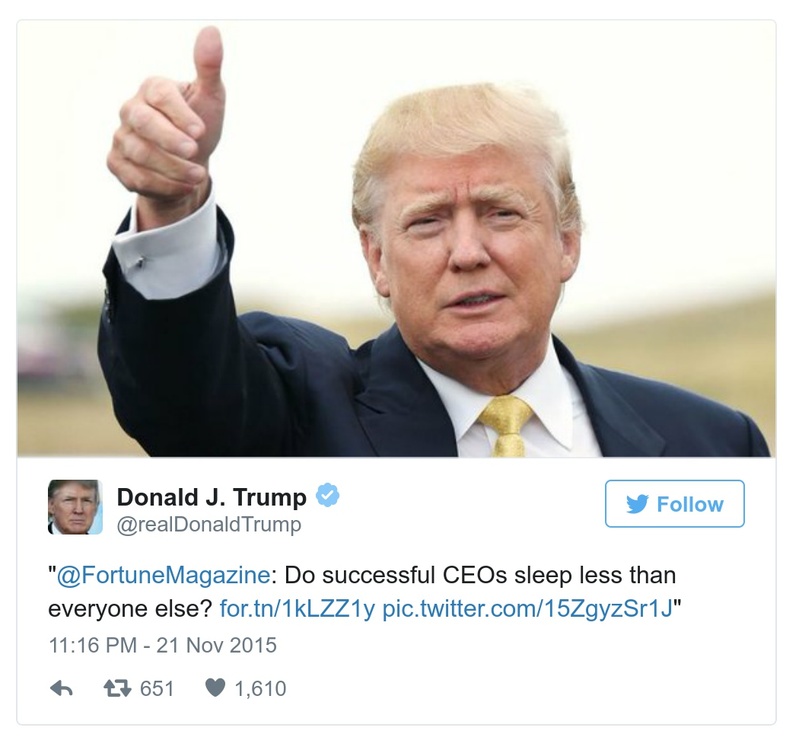 Donald J. Trump
@realDonaldTrump
Follow
"@FortuneMagazine: Do successful CEOs sleep less than
everyone else? for.tn/1kLZZ1y pic.twitter.com/15ZgyzSr1J"
11:16 PM - 21 Nov 2015
651 1,610